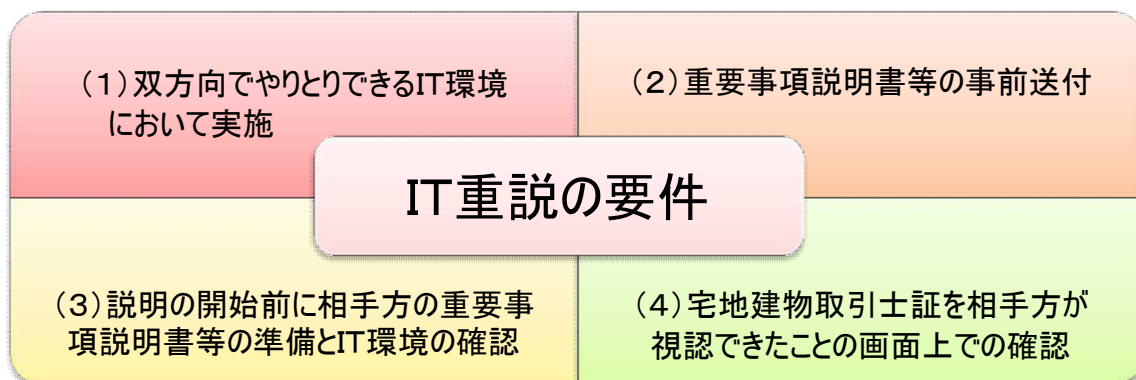 (1)双方向でやりとりできるIT環境
において実施
(2)重要事項説明書等の事前送付
IT重説の要件
(3)説明の開始前に相手方の重要事
項説明書等の準備とIT環境の確認
(4)宅地建物取引士証を相手方が
視認できたことの画面上での確認